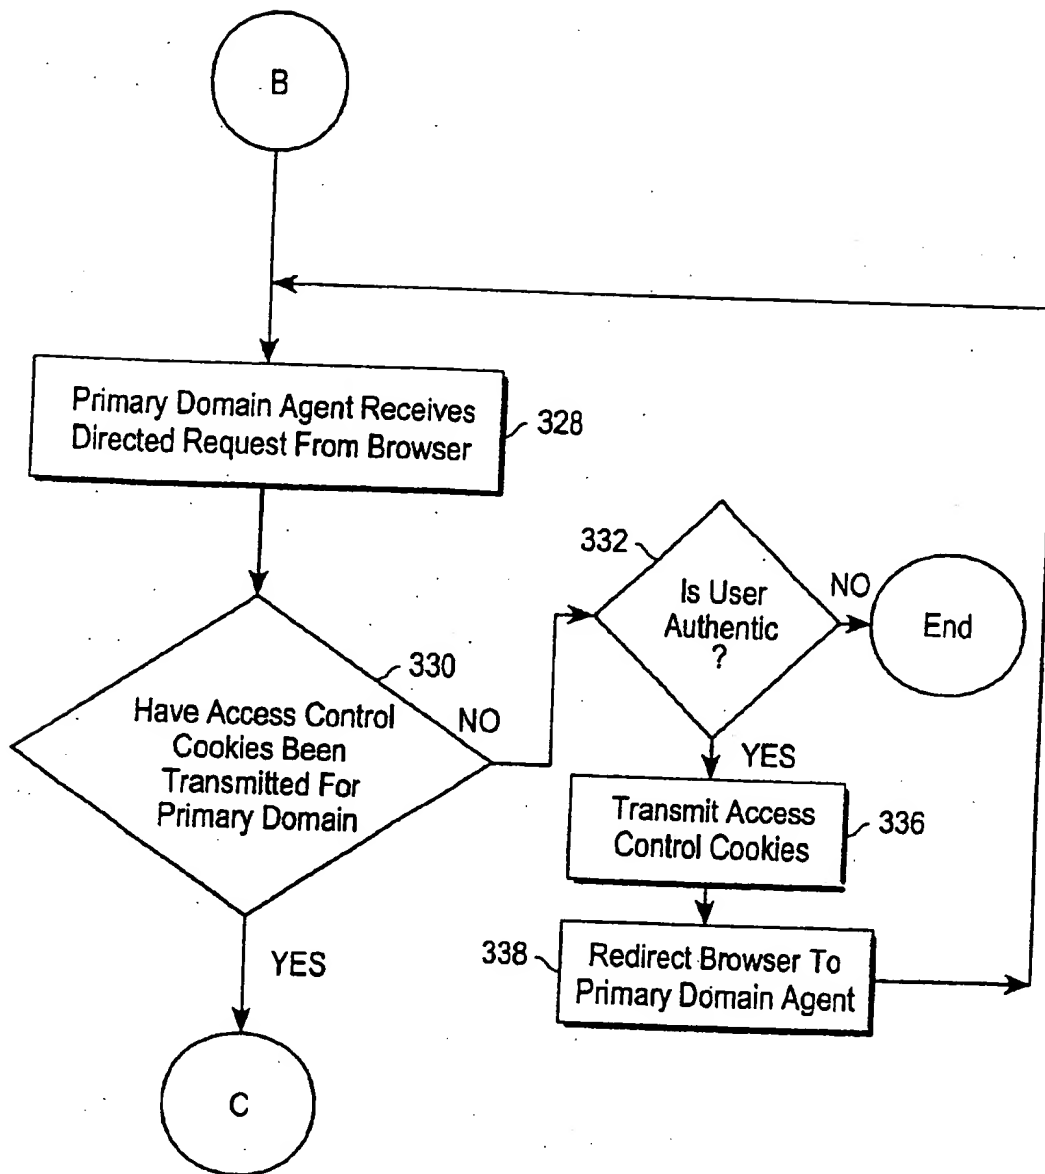 B
Primary Domain Agent Receives
Directed Request From Browser
328
332
Is User
Authentic
?
NO
End
330
Have Access Control
Cookies Been
Transmitted For
Primary Domain
NO
YES
Transmit Access
Control Cookies
336
338
Redirect Browser To
Primary Domain Agent
YES
C